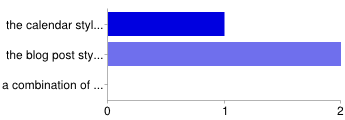 the calendar styl...
the blog post sty...
a combination of ...
0 1 2